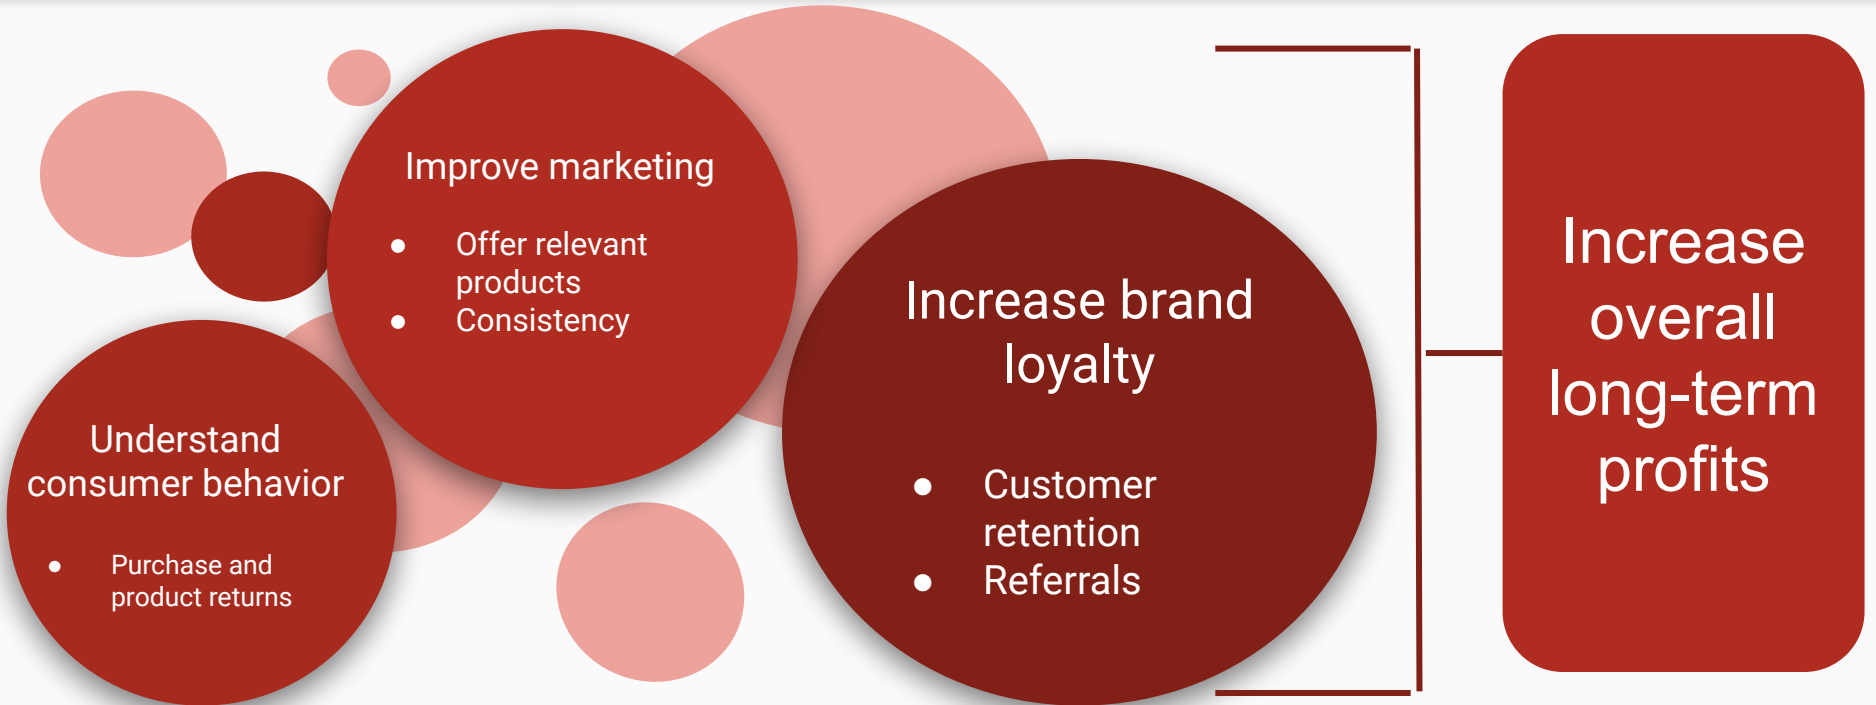 Improve marketing
● Offer relevant
products
● Consistency
Understand
consumer behavior
● Purchase and
product returns
Increase brand
loyalty
● Customer
retention
● Referrals
Increase
overall
long-term
profits